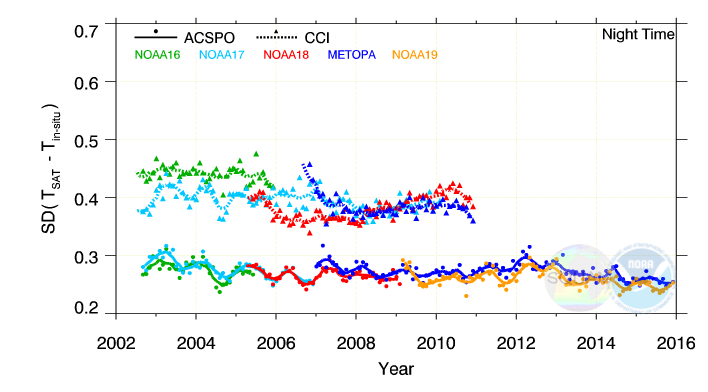 0.7
ACSPO CCI Night Time
NOAA16 NOAA17 NOAA18 METOPA NOAA19
0.6
0.5
0.4
0.3
0.2
SD( T_SAT - T_in-situ )
2002 2004 2006 2008 2010 2012 2014 2016
Year
NOAA